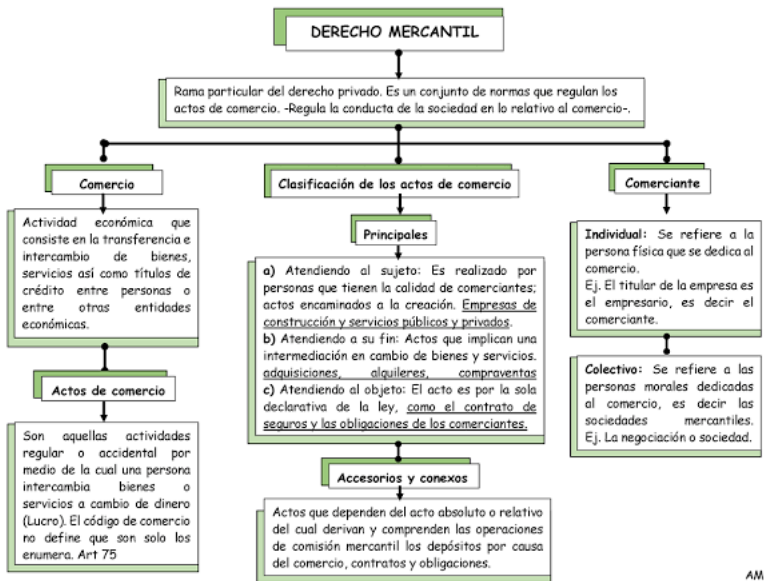 DERECHO MERCANTIL
Rama particular del derecho privado. Es un conjunto de normas que regulan los
actos de comercio. -Regula la conducta de la sociedad en lo relativo al comercio-.
Comercio
Actividad económica que
consiste en la transferencia e
intercambio de bienes,
servicios así como títulos de
crédito entre personas o
entre otras entidades
económicas.
Actos de comercio
Son aquellas actividades
regular o accidental por
medio de la cual una persona
intercambia bienes o
servicios a cambio de dinero
(Lucro). El código de comercio
no define que son solo los
enumera. Art 75
Clasificación de los actos de comercio
Principales
a) Atendiendo al sujeto: Es realizado por
personas que tienen la calidad de comerciantes;
actos encaminados a la creación. Empresas de
construcción y servicios públicos y privados.
b) Atendiendo a su fin: Actos que implican una
intermediación en cambio de bienes y servicios.
adquisiciones, alquileres, compraventas
c) Atendiendo al objeto: El acto es por la sola
declarativa de la ley, como el contrato de
seguros y las obligaciones de los comerciantes.
Accesorios y conexos
Actos que dependen del acto absoluto o relativo
del cual derivan y comprenden las operaciones
de comisión mercantil los depósitos por causa
del comercio, contratos y obligaciones.
Comerciante
Individual: Se refiere a la
persona física que se dedica al
comercio.
Ej. El titular de la empresa es
el empresario, es decir el
comerciante.
Colectivo: Se refiere a las
personas morales dedicadas
al comercio, es decir las
sociedades mercantiles.
Ej. La negociación o sociedad.
AM